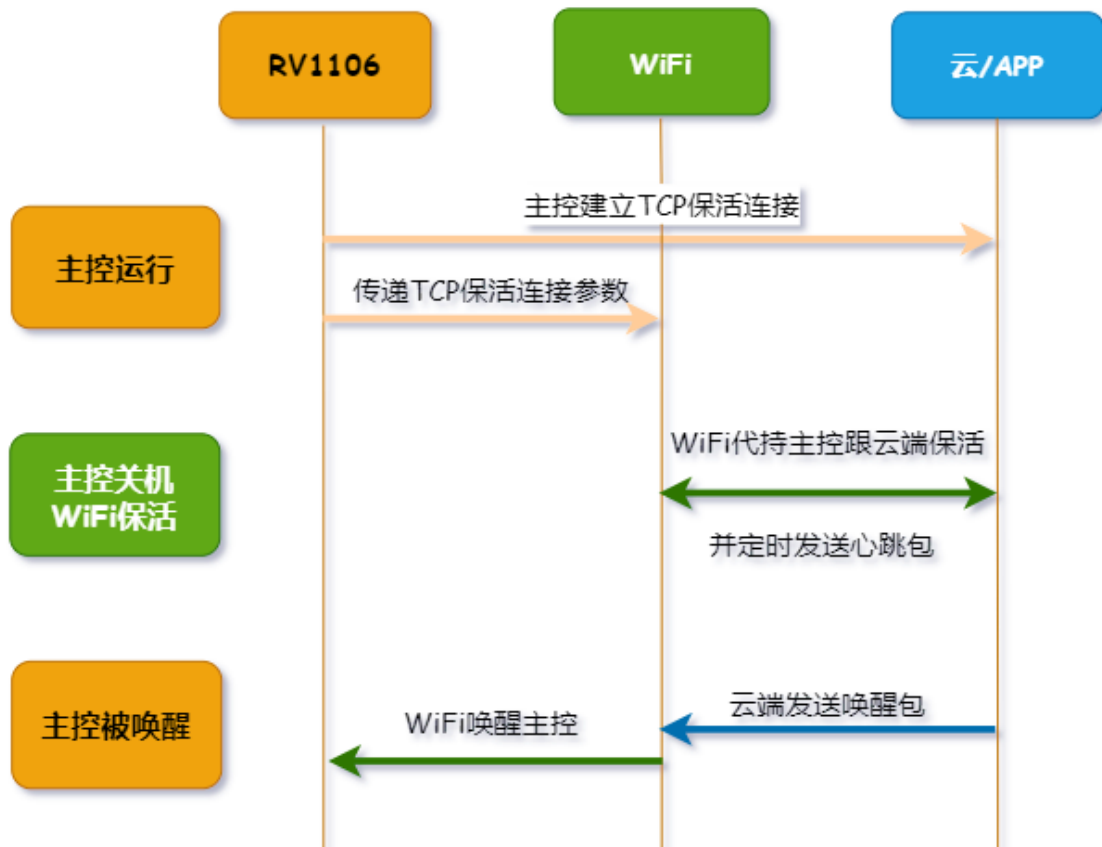 RV1106
WiFi
云/APP
主控建立TCP保活连接
主控运行
传递TCP保活连接参数
WiFi代持主控跟云端保活
主控关机
WiFi保活
并定时发送心跳包
云端发送唤醒包
WiFi唤醒主控
主控被唤醒